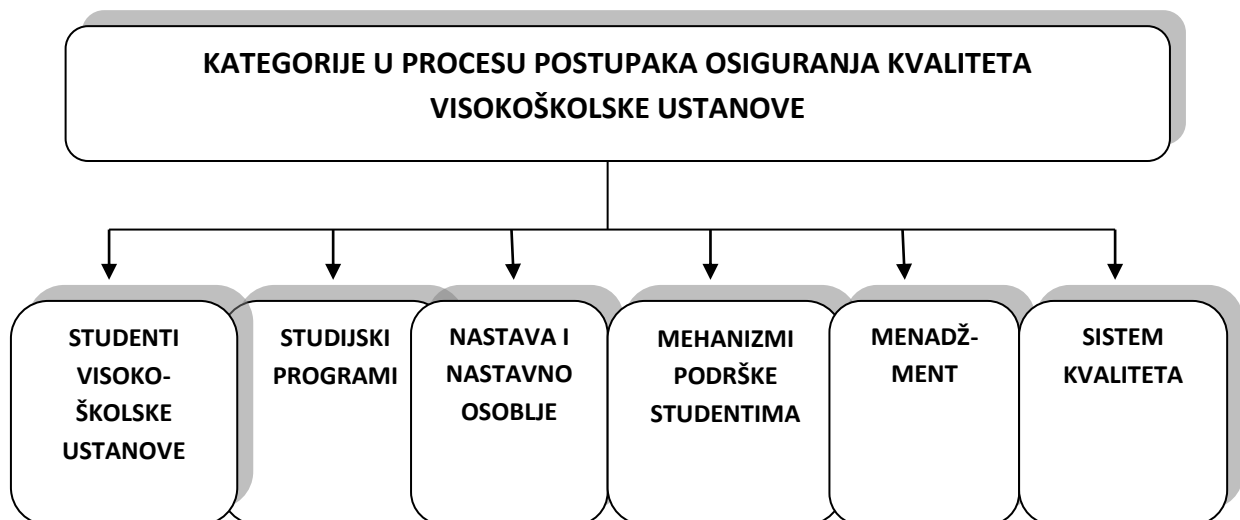 KATEGORIJE U PROCESU POSTUPAKA OSIGURANJA KVALITETA
VISOKOŠKOLSKE USTANOVE
STUDENTI
VISOKO-
ŠKOLSKE
USTANOVE
STUDIJSKI
PROGRAMI
NASTAVA I
NASTAVNO
OSOBLJE
MEHANIZMI
PODRŠKE
STUDENTIMA
MENADŽ-
MENT
SISTEM
KVALITETA